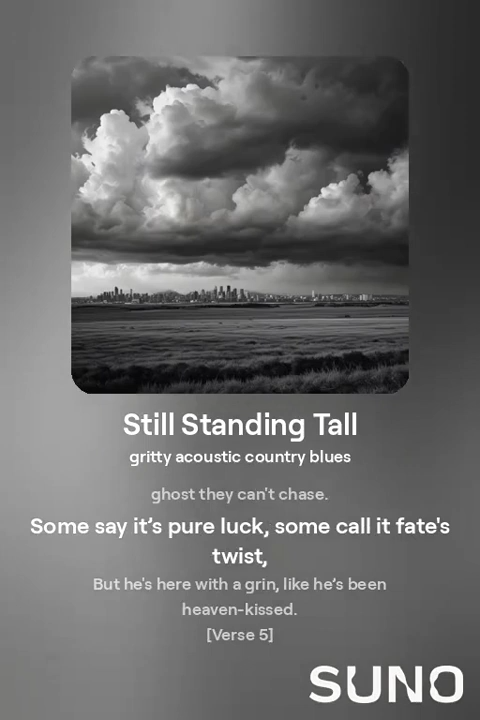 Still Standing Tall
gritty acoustic country blues
ghost they can't chase.
Some say it’s pure luck, some call it fate's
twist,
But he's here with a grin, like he’s been
heaven-kissed.
[Verse 5]
SUNO